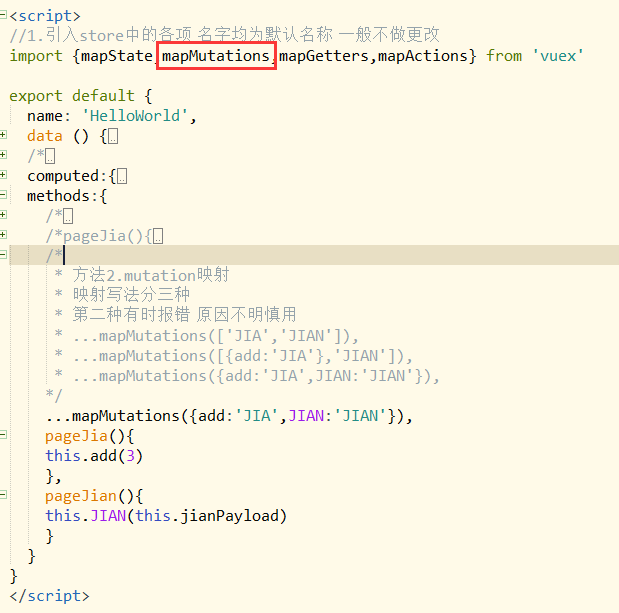 <script>
//1.引入store中的各项 名字均为默认名称 一般不做更改
import {mapState,mapMutations,mapGetters,mapActions} from 'vuex'
export default {
name: 'HelloWorld',
data () {..
/*..
computed:{..
methods:{
/*..
/*pageJia(){..
/*
* 方法2.mutation映射
* 映射写法分三种
* 第二种有时报错 原因不明慎用
* ...mapMutations(['JIA','JIAN']),
* ...mapMutations([{add:'JIA'},'JIAN']),
* ...mapMutations({add:'JIA',JIAN:'JIAN'}),
*/
...mapMutations({add:'JIA',JIAN:'JIAN'}),
pageJia(){
this.add(3)
},
pageJian(){
this.JIAN(this.jianPayload)
}
}
}
</script>